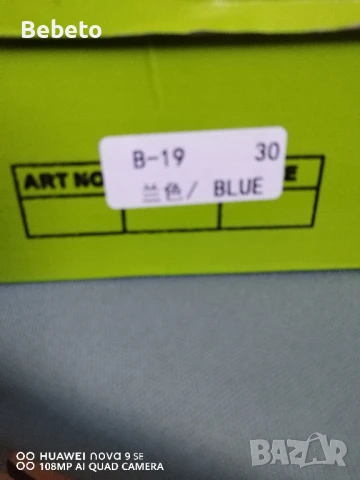 Bebeto
B-19 30
ART NO E
兰色/ BLUE
HUAWEI nova 9 SE
108MP AI QUAD CAMERA
BAZAR